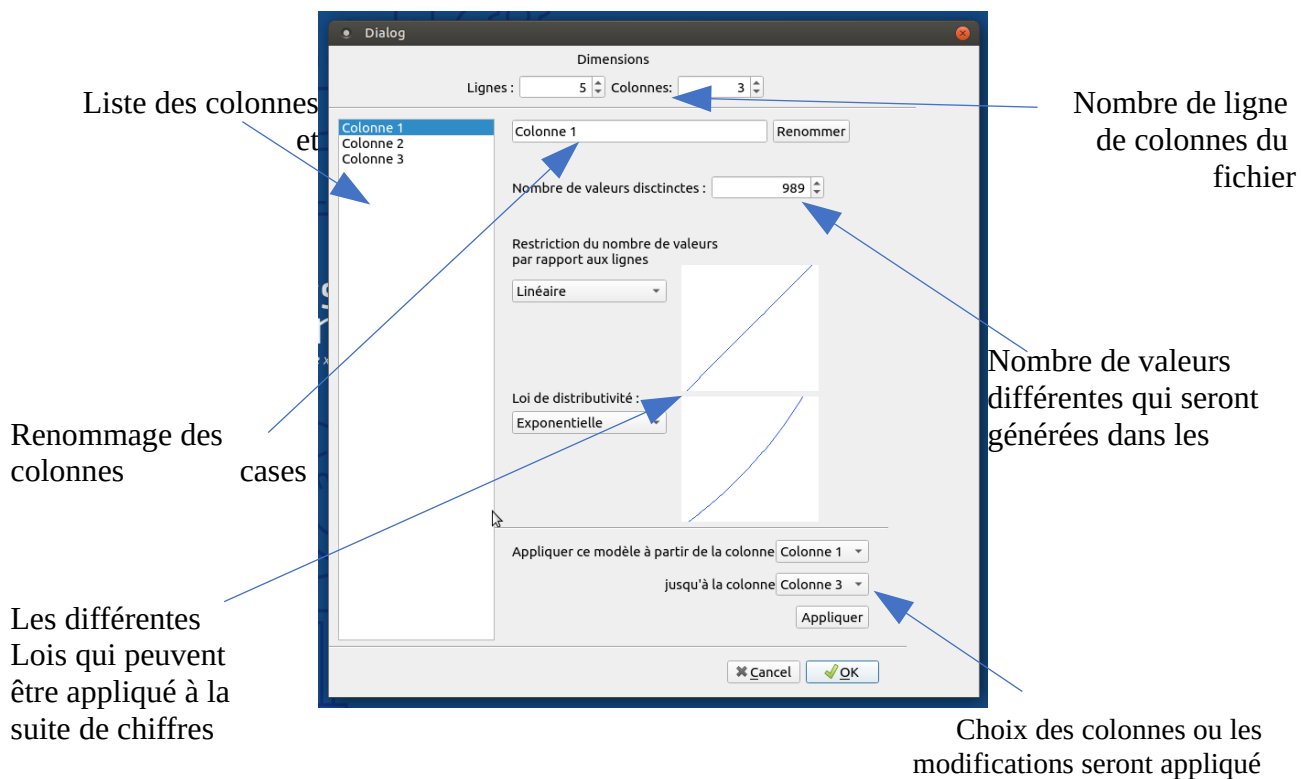 Dialog
Dimensions
Lignes : 5 Colonnes: 3
Liste des colonnes
et
Nombre de ligne
de colonnes du
fichier
Colonne 1
Colonne 2
Colonne 3
Colonne 1 Renommer
Nombre de valeurs disctinctes : 989
Restriction du nombre de valeurs
par rapport aux lignes
Linéaire
Nombre de valeurs
différentes qui seront
générées dans les
Loi de distributivité :
Exponentielle
Renommage des
colonnes cases
Appliquer ce modèle à partir de la colonne Colonne 1
jusqu'à la colonne Colonne 3
Appliquer
Les différentes
Lois qui peuvent
être appliqué à la
suite de chiffres
Cancel OK
Choix des colonnes ou les
modifications seront appliqué